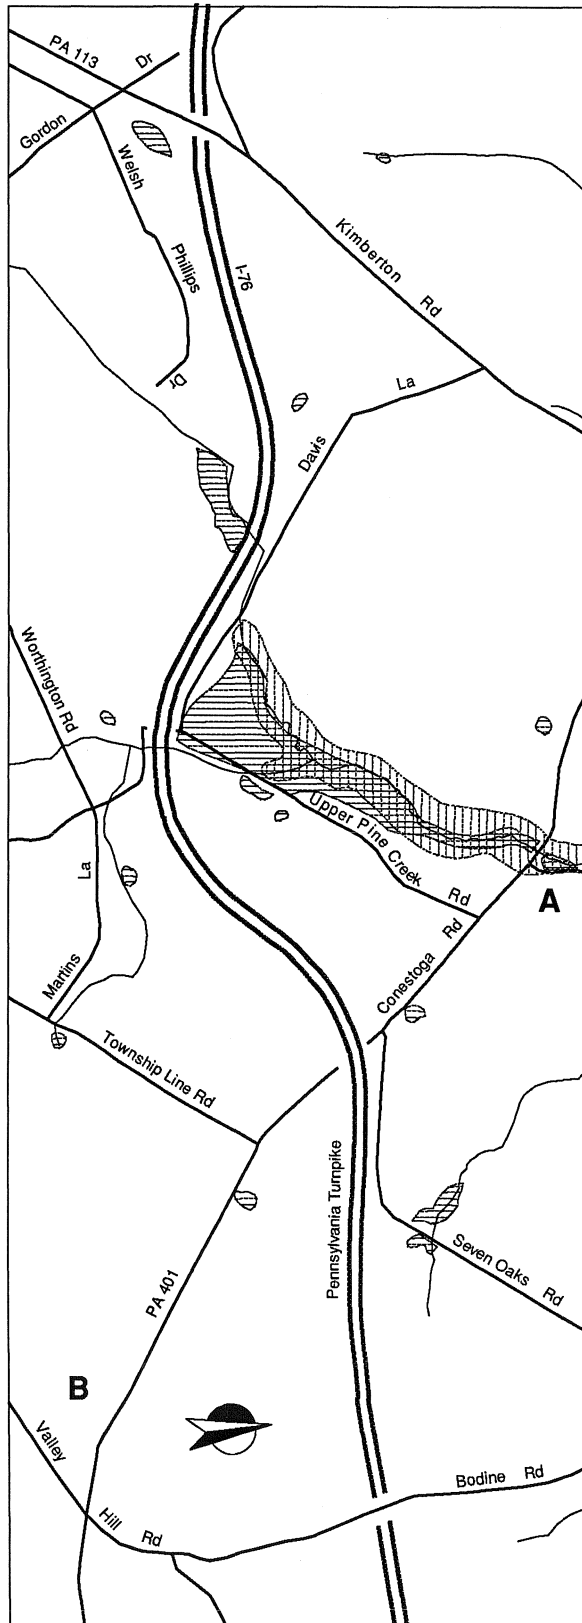 PA 113
Gordon Dr
Welsh
Phillips
Dr
I-76
Kimberton Rd
Davis La
Worthington Rd
Upper Pine Creek Rd
A
Conestoga Rd
Martins La
Township Line Rd
Pennsylvania Turnpike
Seven Oaks Rd
PA 401
B
Valley Hill Rd
Bodine Rd